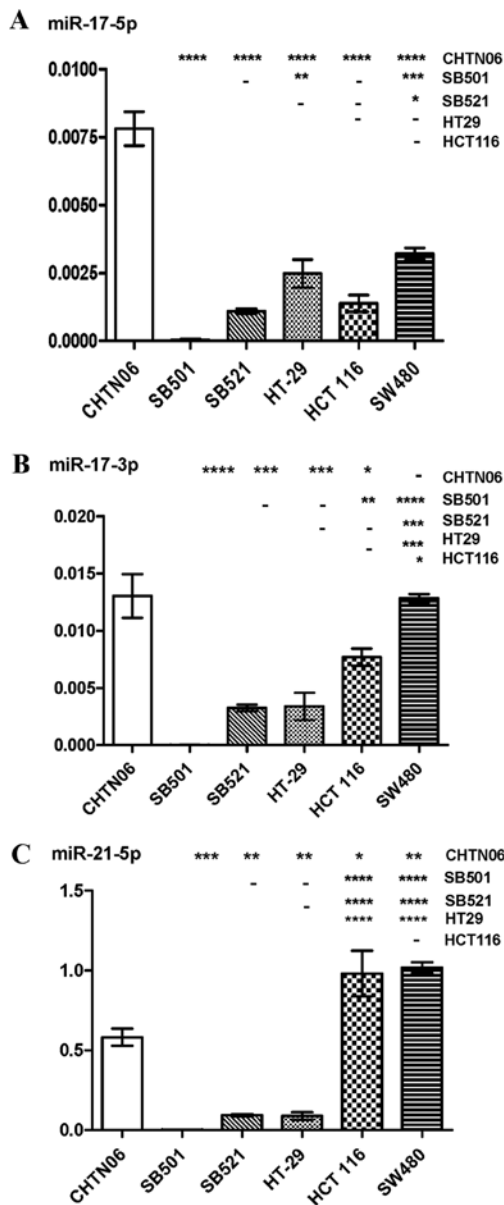 A miR-17-5p
**** **** **** **** **** CHTN06
- ** - *** SB501
- - * SB521
- - HT29
- HCT116
0.0100
0.0075
0.0050
0.0025
0.0000
CHTN06 SB501 SB521 HT-29 HCT 116 SW480
B miR-17-3p
**** *** *** * - CHTN06
- - ** **** SB501
- - *** SB521
- *** HT29
* HCT116
0.020
0.015
0.010
0.005
0.000
CHTN06 SB501 SB521 HT-29 HCT 116 SW480
C miR-21-5p
*** ** ** * ** CHTN06
- - **** **** SB501
- **** **** SB521
**** **** HT29
- HCT116
1.5
1.0
0.5
0.0
CHTN06 SB501 SB521 HT-29 HCT 116 SW480